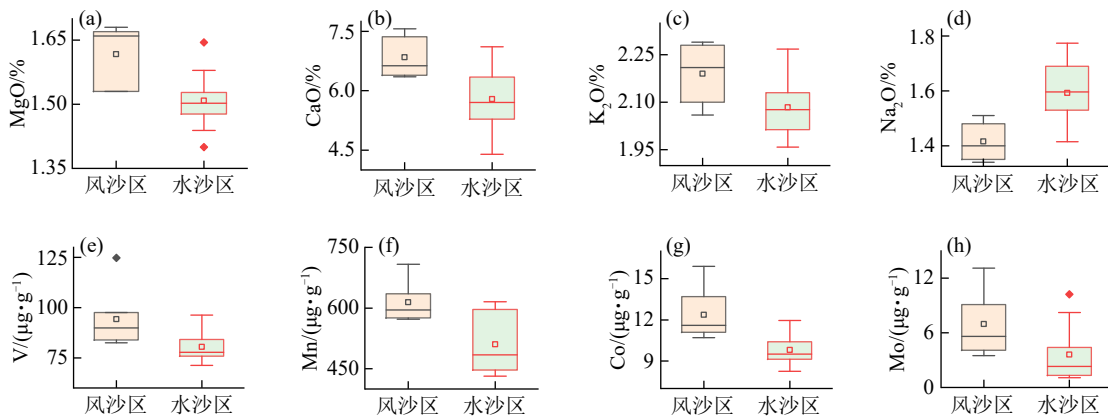 (a)
MgO/%
1.65
1.50
1.35
风沙区 水沙区
(b)
CaO/%
7.5
6.0
4.5
风沙区 水沙区
(c)
K₂O/%
2.25
2.10
1.95
风沙区 水沙区
(d)
Na₂O/%
1.8
1.6
1.4
风沙区 水沙区
(e)
V/(μg•g⁻¹)
125
100
75
风沙区 水沙区
(f)
Mn/(μg•g⁻¹)
750
600
450
风沙区 水沙区
(g)
Co/(μg•g⁻¹)
15
12
9
风沙区 水沙区
(h)
Mo/(μg•g⁻¹)
12
6
0
风沙区 水沙区